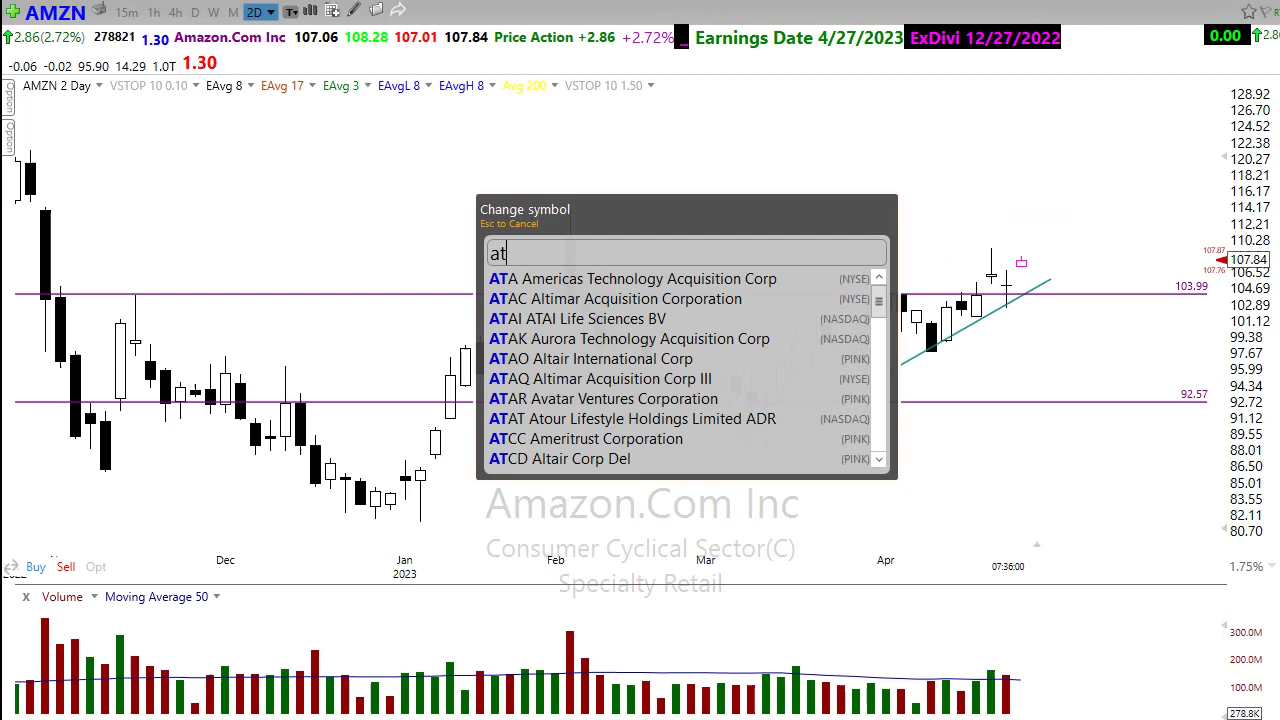 AMZN 15m 1h 4h D W M 2D T
2.86(2.72%) 278821 1.30 Amazon.Com Inc 107.06 108.28 107.01 107.84 Price Action +2.86 +2.72% Earnings Date 4/27/2023 ExDivi 12/27/2022 0.00
-0.06 -0.02 95.90 14.29 1.0T 1.30
Option
Option
AMZN 2 Day VSTOP 10 0.10 EAvg 8 EAvg 17 EAvg 3 EAvgL 8 EAvgH 8 Avg 200 VSTOP 10 1.50
Change symbol
Esc to Cancel
at
ATA Americas Technology Acquisition Corp (NYSE)
ATAC Altimar Acquisition Corporation (NYSE)
ATAI ATAI Life Sciences BV (NASDAQ)
ATAK Aurora Technology Acquisition Corp (NASDAQ)
ATAO Altair International Corp (PINK)
ATAQ Altimar Acquisition Corp III (NYSE)
ATAR Avatar Ventures Corporation (PINK)
ATAT Atour Lifestyle Holdings Limited ADR (NASDAQ)
ATCC Ameritrust Corporation (PINK)
ATCD Altair Corp Del (PINK)
128.92
126.70
124.52
122.38
120.27
118.21
116.17
114.17
112.21
110.28
107.87
107.84
107.76
106.52
103.99
104.69
102.89
101.12
99.38
97.67
95.99
94.34
92.57
92.72
91.12
89.55
88.01
86.50
85.01
83.55
82.11
80.70
Amazon.Com Inc
Consumer Cyclical Sector(C)
Specialty Retail
Dec Jan Feb Mar Apr
2023
07:36:00
Buy Sell Opt
1.75%
x Volume Moving Average 50
300.0M
200.0M
100.0M
278.8K